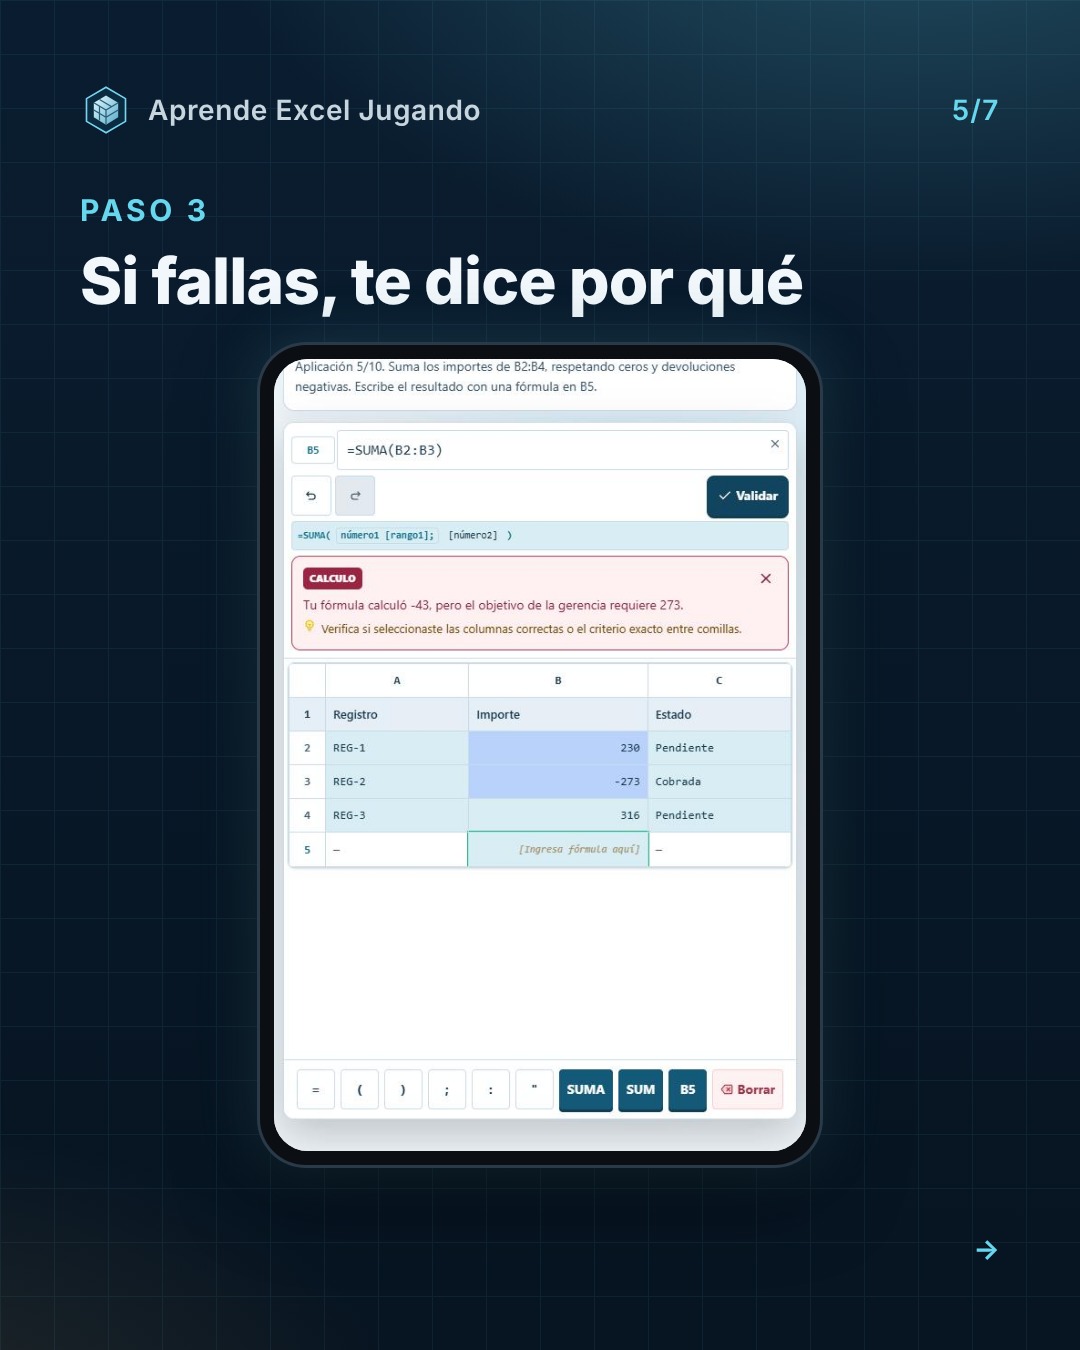 Aprende Excel Jugando
5/7
PASO 3
Si fallas, te dice por qué
Aplicación 5/10. Suma los importes de B2:B4, respetando ceros y devoluciones
negativas. Escribe el resultado con una fórmula en B5.
B5 =SUMA(B2:B3)
Validar
=SUMA( número1 [rango1]; [número2] )
CALCULO
Tu fórmula calculó -43, pero el objetivo de la gerencia requiere 273.
Verifica si seleccionaste las columnas correctas o el criterio exacto entre comillas.
A B C
1 Registro Importe Estado
2 REG-1 230 Pendiente
3 REG-2 -273 Cobrada
4 REG-3 316 Pendiente
5 — [Ingresa fórmula aquí] —
= ( ) ; : " SUMA SUM B5 Borrar